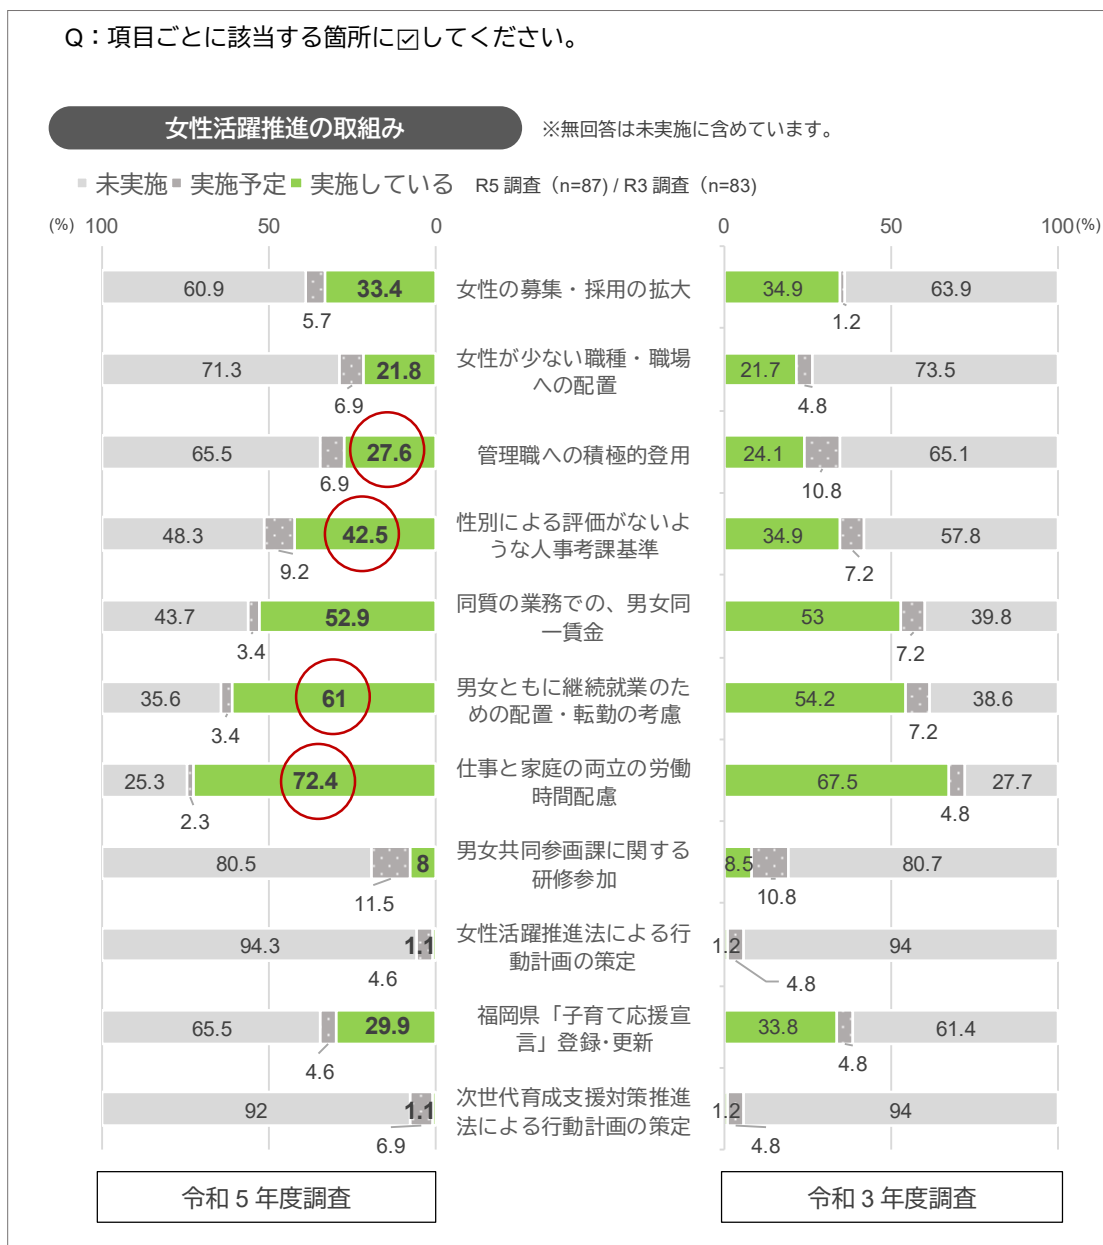 Q：項目ごとに該当する箇所に☑してください。
女性活躍推進の取組み
※無回答は未実施に含めています。
未実施 実施予定 実施している R5 調査（n=87) / R3 調査（n=83)
(%) 100 50 0 0 50 100 (%)
60.9 5.7 33.4 女性の募集・採用の拡大 34.9 1.2 63.9
女性が少ない職種・職場
への配置
71.3 6.9 21.8 21.7 4.8 73.5
65.5 6.9 27.6 管理職への積極的登用 24.1 10.8 65.1
性別による評価がないよ
うな人事考課基準
48.3 9.2 42.5 34.9 7.2 57.8
同質の業務での、男女同
一賃金
43.7 3.4 52.9 53 7.2 39.8
男女ともに継続就業のた
めの配置・転勤の考慮
35.6 3.4 61 54.2 7.2 38.6
仕事と家庭の両立の労働
時間配慮
25.3 2.3 72.4 67.5 4.8 27.7
男女共同参画課に関する
研修参加
80.5 11.5 8 8.5 10.8 80.7
女性活躍推進法による行
動計画の策定
94.3 4.6 1.1 1.2 4.8 94
福岡県「子育て応援宣
言」登録･更新
65.5 4.6 29.9 33.8 4.8 61.4
次世代育成支援対策推進
法による行動計画の策定
92 6.9 1.1 1.2 4.8 94
令和 5 年度調査
令和 3 年度調査